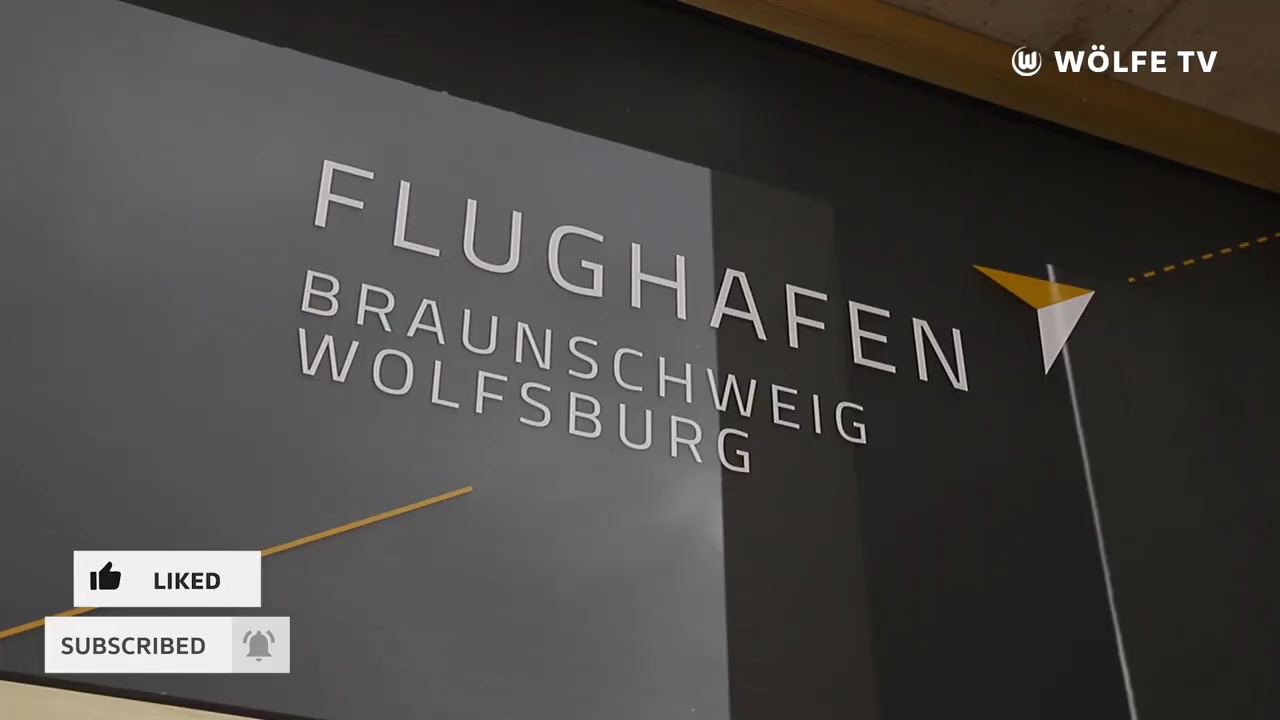 WÖLFE TV
FLUGHAFEN
BRAUNSCHWEIG
WOLFSBURG
LIKED
SUBSCRIBED